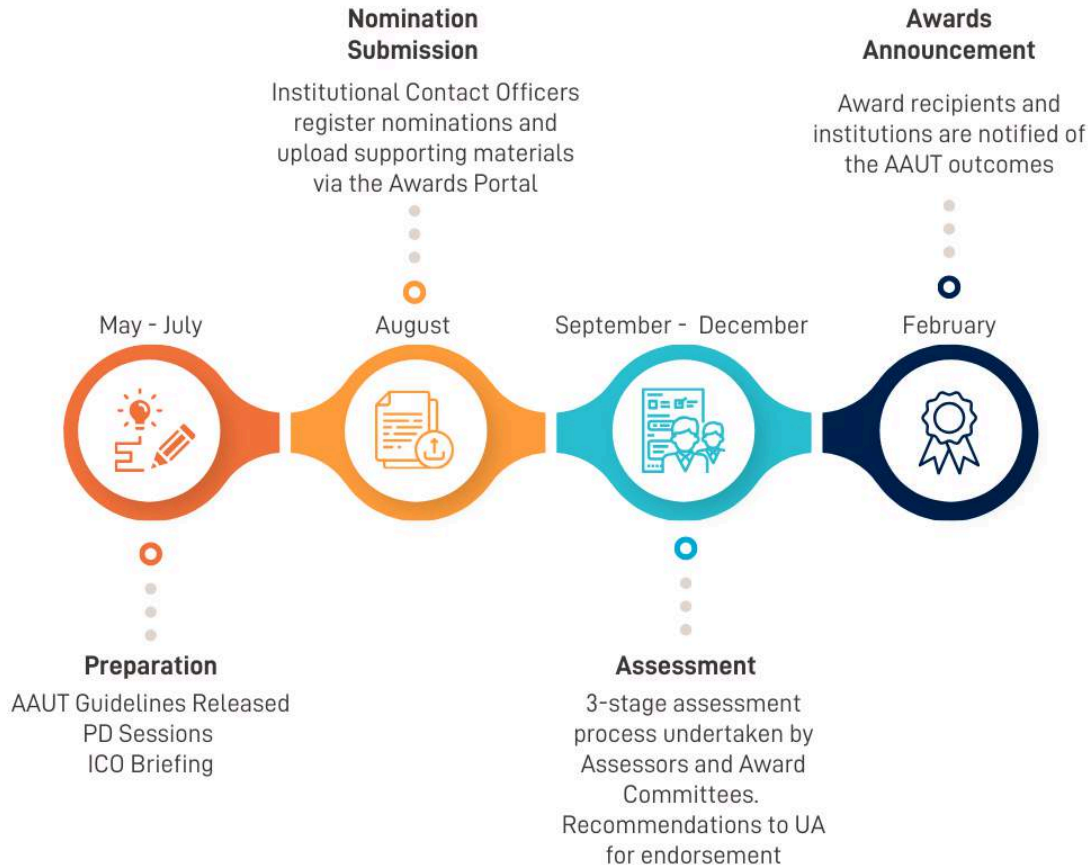 Nomination
Submission
Institutional Contact Officers
register nominations and
upload supporting materials
via the Awards Portal
Awards
Announcement
Award recipients and
institutions are notified of
the AAUT outcomes
May - July
August
September - December
February
Preparation
AAUT Guidelines Released
PD Sessions
ICO Briefing
Assessment
3-stage assessment
process undertaken by
Assessors and Award
Committees.
Recommendations to UA
for endorsement